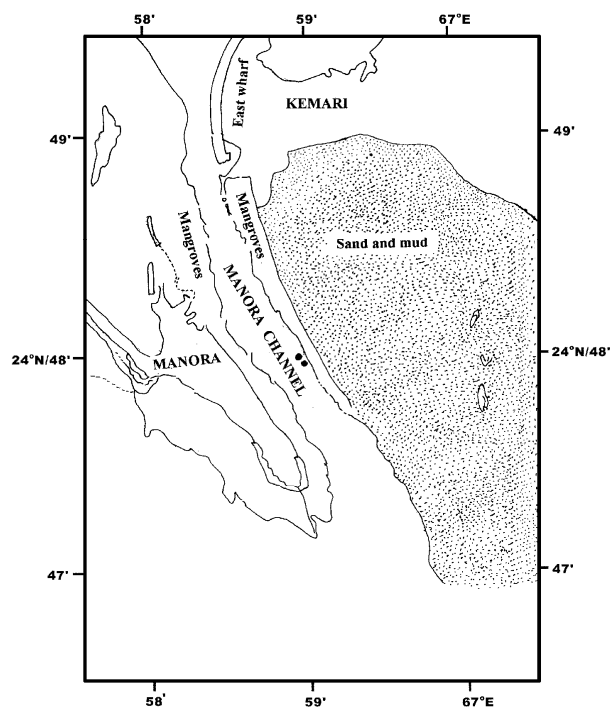 58' 59' 67°E
East wharf
KEMARI
49' 49'
Mangroves
Mangroves
Sand and mud
MANORA CHANNEL
24°N/48' 24°N/48'
MANORA
47' 47'
58' 59' 67°E